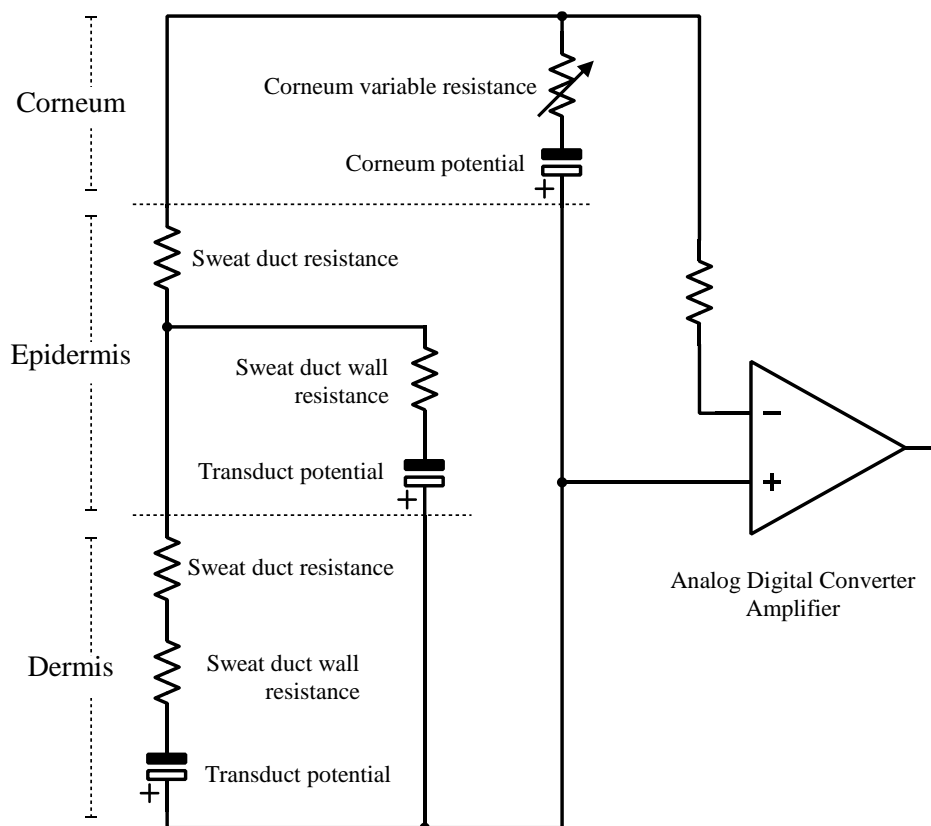 Corneum
Corneum variable resistance
Corneum potential
+
Sweat duct resistance
Epidermis
Sweat duct wall
resistance
Transduct potential
+
−
+
Analog Digital Converter
Amplifier
Sweat duct resistance
Dermis
Sweat duct wall
resistance
Transduct potential
+